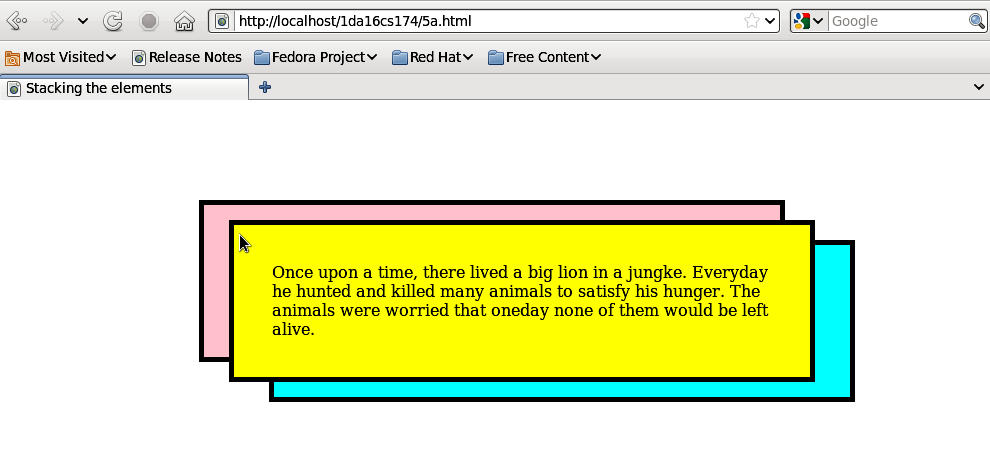 http://localhost/1da16cs174/5a.html
Google
Most Visited Release Notes Fedora Project Red Hat Free Content
Stacking the elements
Once upon a time, there lived a big lion in a jungke. Everyday
he hunted and killed many animals to satisfy his hunger. The
animals were worried that oneday none of them would be left
alive.